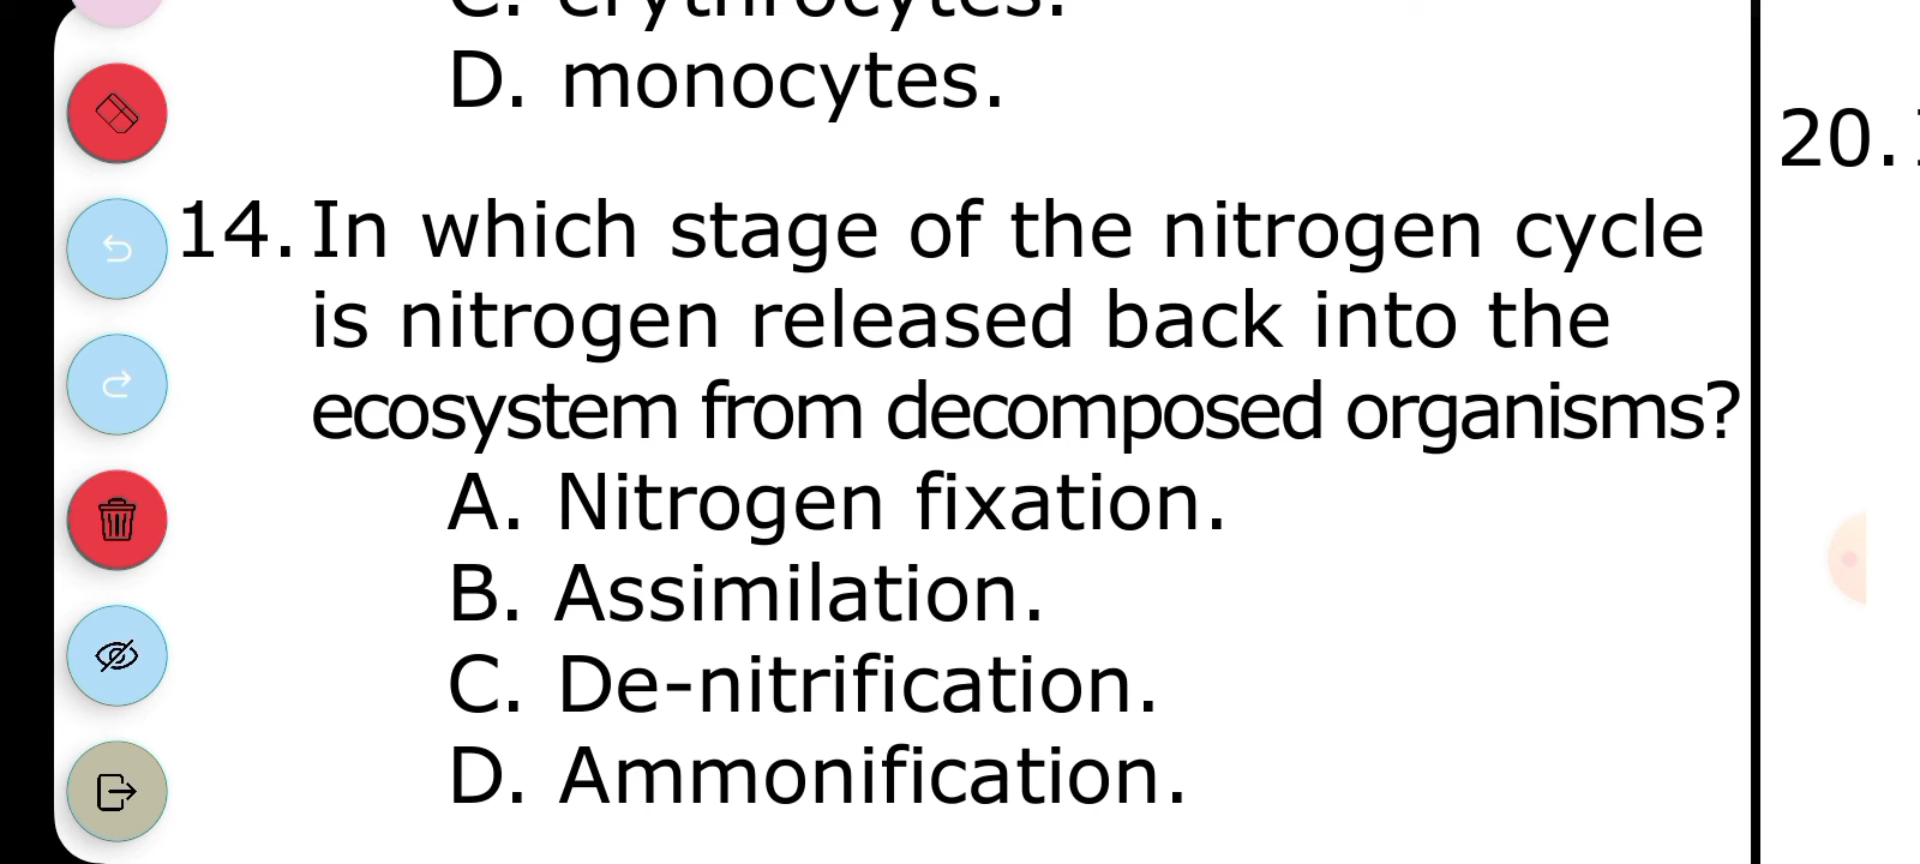 C. erythrocytes.
D. monocytes.
14. In which stage of the nitrogen cycle
is nitrogen released back into the
ecosystem from decomposed organisms?
A. Nitrogen fixation.
B. Assimilation.
C. De-nitrification.
D. Ammonification.
20.